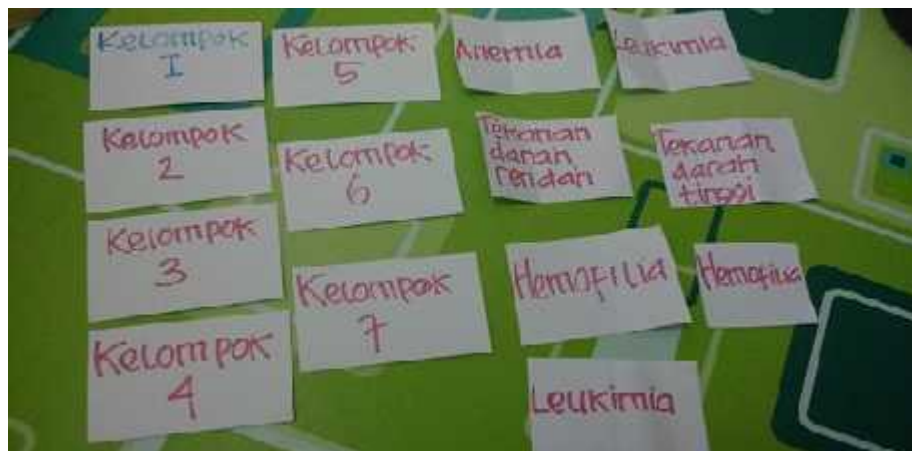 Kelompok
I
Kelompok
2
Kelompok
3
Kelompok
4
Kelompok
5
Kelompok
6
Kelompok
7
Anemia
Leukimia
Tekanan
darah
rendah
Tekanan
darah
tinggi
Hemofilia
Hemofilia
Leukimia